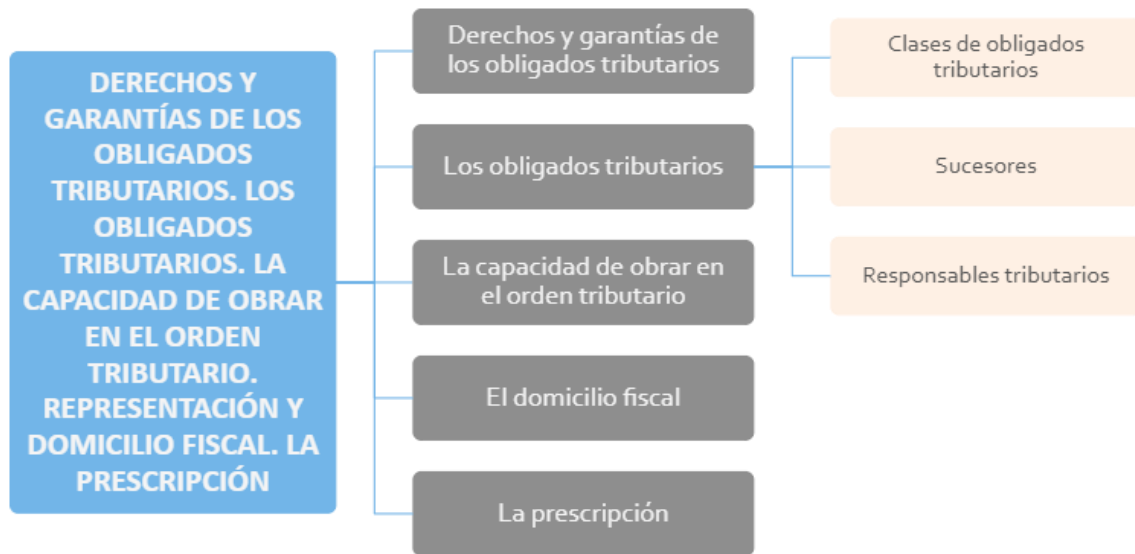 DERECHOS Y
GARANTÍAS DE LOS
OBLIGADOS
TRIBUTARIOS. LOS
OBLIGADOS
TRIBUTARIOS. LA
CAPACIDAD DE OBRAR
EN EL ORDEN
TRIBUTARIO.
REPRESENTACIÓN Y
DOMICILIO FISCAL. LA
PRESCRIPCIÓN
Derechos y garantías de
los obligados tributarios
Los obligados tributarios
La capacidad de obrar en
el orden tributario
El domicilio fiscal
La prescripción
Clases de obligados
tributarios
Sucesores
Responsables tributarios